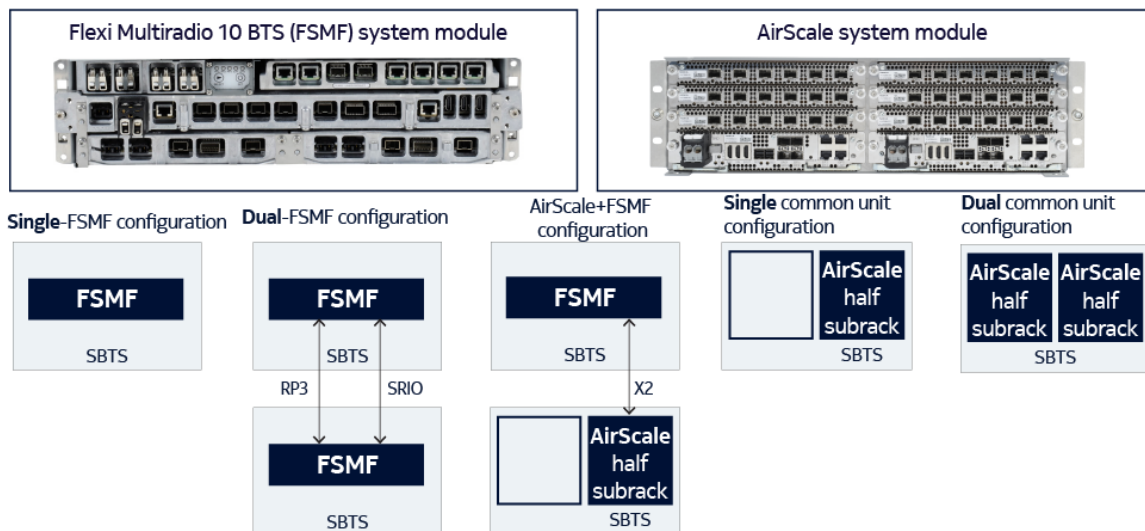 Flexi Multiradio 10 BTS (FSMF) system module
AirScale system module
Single-FSMF configuration
FSMF
SBTS
Dual-FSMF configuration
FSMF
SBTS
RP3
SRIO
FSMF
SBTS
AirScale+FSMF
configuration
FSMF
SBTS
X2
AirScale
half
subrack
SBTS
Single common unit
configuration
AirScale
half
subrack
SBTS
Dual common unit
configuration
AirScale
half
subrack
AirScale
half
subrack
SBTS